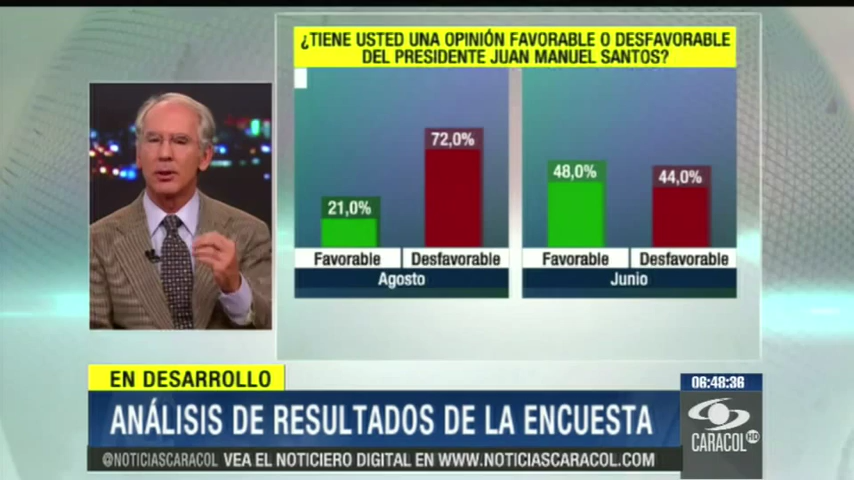 ¿TIENE USTED UNA OPINIÓN FAVORABLE O DESFAVORABLE
DEL PRESIDENTE JUAN MANUEL SANTOS?
72,0%
21,0%
48,0%
44,0%
Favorable
Desfavorable
Favorable
Desfavorable
Agosto
Junio
EN DESARROLLO
06:48:36
ANÁLISIS DE RESULTADOS DE LA ENCUESTA
CARACOL HD
@NOTICIASCARACOL VEA EL NOTICIERO DIGITAL EN WWW.NOTICIASCARACOL.COM